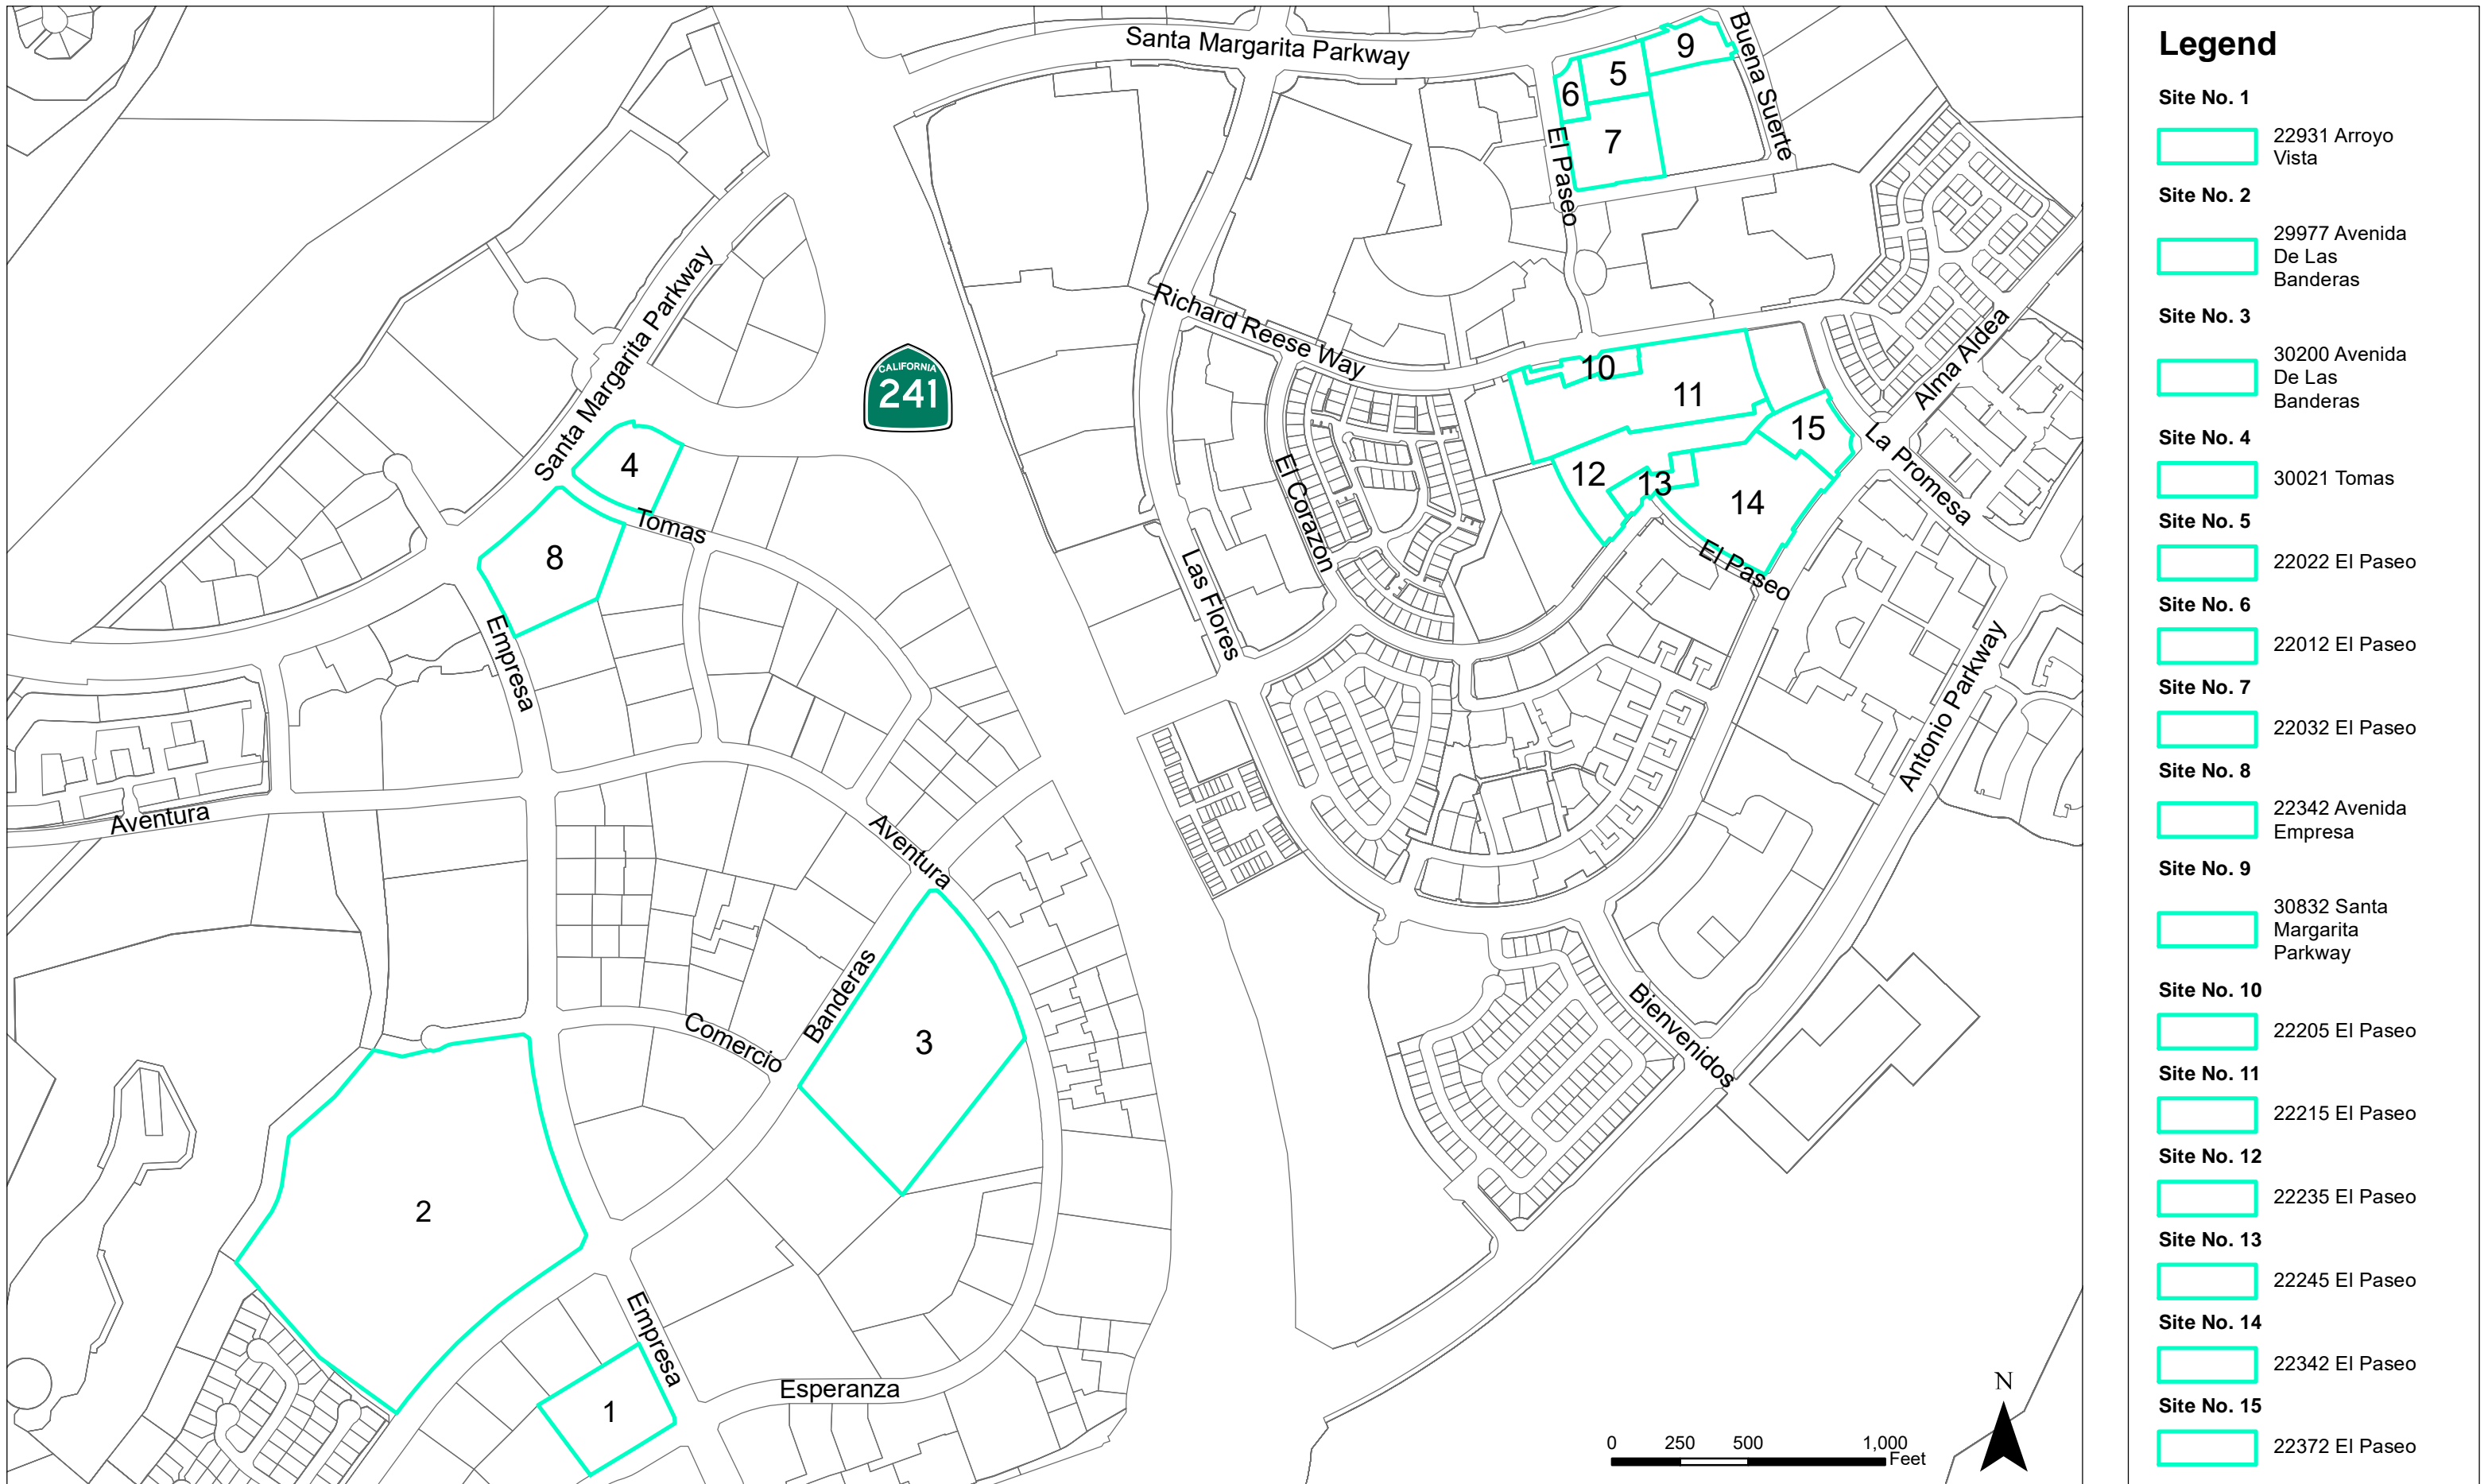 Santa Margarita Parkway
Buena Suerte
9
5
6
7
El Paseo
Santa Margarita Parkway
CALIFORNIA
241
Richard Reese Way
10
11
Alma Aldea
15
La Promesa
12
13
14
El Paseo
El Corazon
Las Flores
4
Tomas
8
Empresa
Antonio Parkway
Aventura
Aventura
Banderas
Comercio
3
Bienvenidos
2
Empresa
1
Esperanza
0 250 500 1,000
Feet
N
Legend
Site No. 1
22931 Arroyo
Vista
Site No. 2
29977 Avenida
De Las
Banderas
Site No. 3
30200 Avenida
De Las
Banderas
Site No. 4
30021 Tomas
Site No. 5
22022 El Paseo
Site No. 6
22012 El Paseo
Site No. 7
22032 El Paseo
Site No. 8
22342 Avenida
Empresa
Site No. 9
30832 Santa
Margarita
Parkway
Site No. 10
22205 El Paseo
Site No. 11
22215 El Paseo
Site No. 12
22235 El Paseo
Site No. 13
22245 El Paseo
Site No. 14
22342 El Paseo
Site No. 15
22372 El Paseo